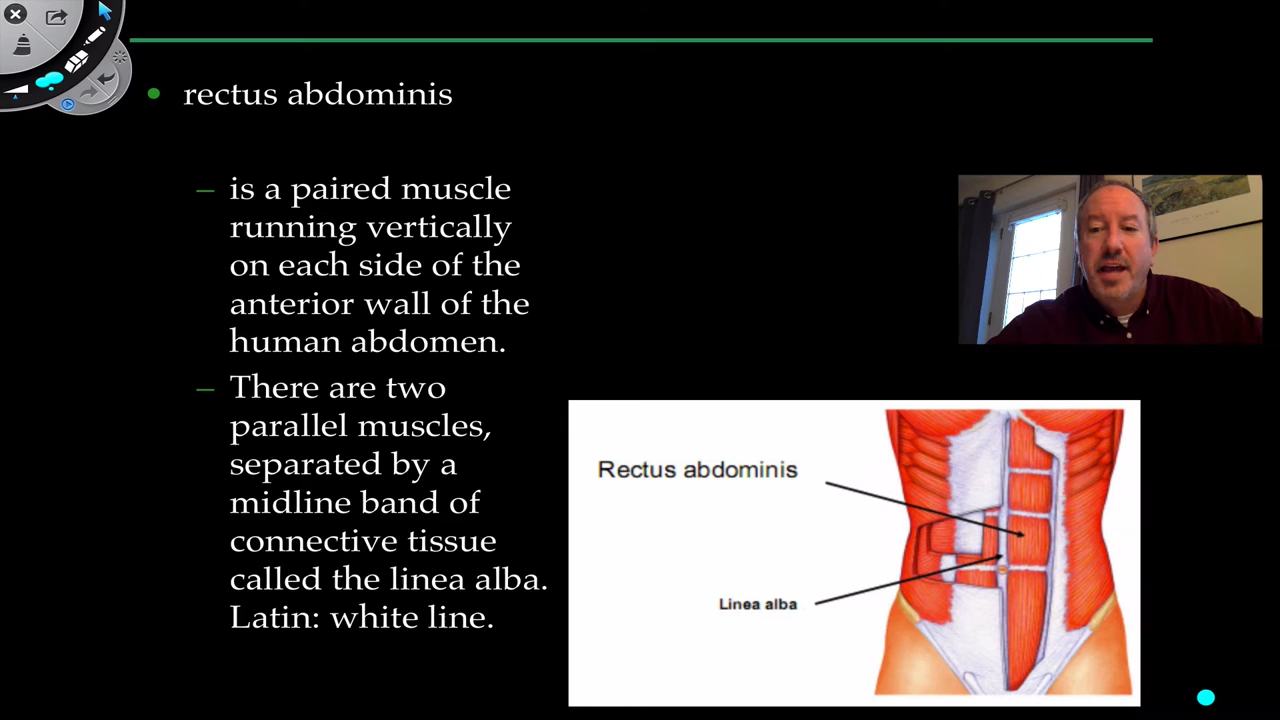 rectus abdominis
– is a paired muscle
running vertically
on each side of the
anterior wall of the
human abdomen.
– There are two
parallel muscles,
separated by a
midline band of
connective tissue
called the linea alba.
Latin: white line.
Rectus abdominis
Linea alba